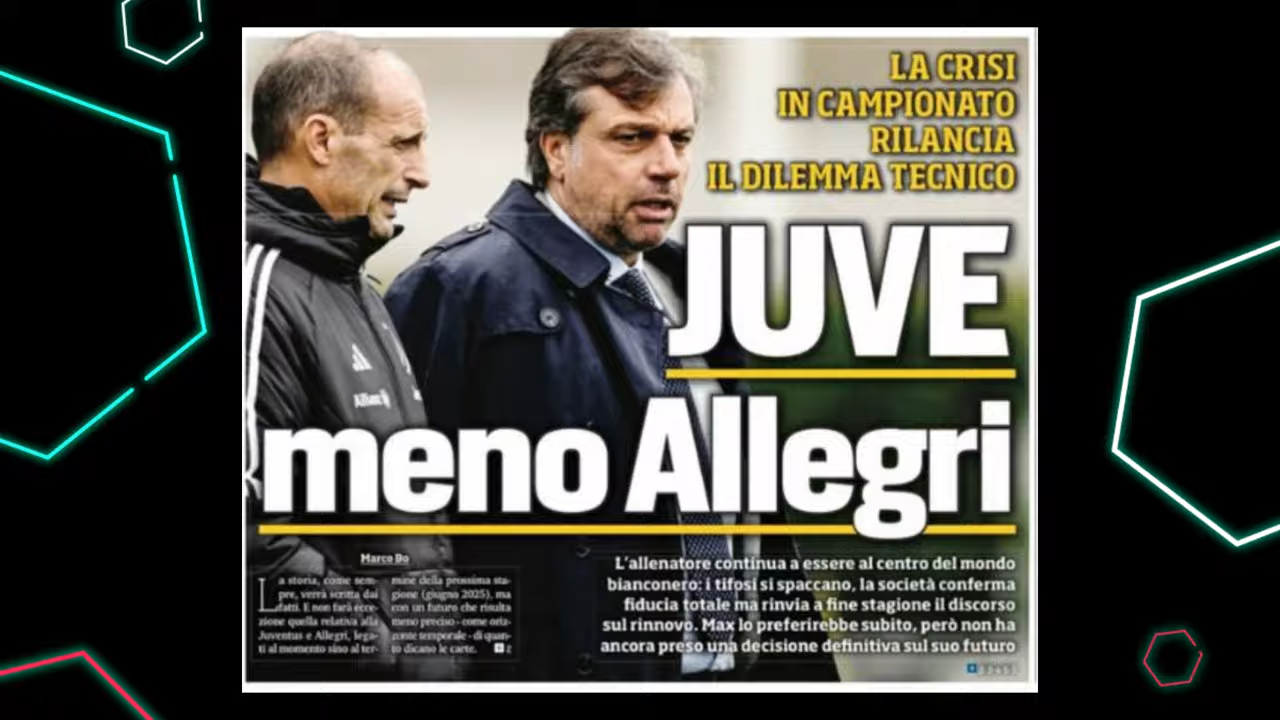 LA CRISI
IN CAMPIONATO
RILANCIA
IL DILEMMA TECNICO
JUVE
meno Allegri
Marco Bo
La storia, come sem-
pre, verrà scritta dai
fatti. E non farà ecce-
zione quella relativa alla
Juventus e Allegri, lega-
ti al momento sino al ter-
mine della prossima sta-
gione (giugno 2025), ma
con un futuro che risulta
meno preciso - come oriz-
zonte temporale - di quan-
to dicano le carte. 2
L'allenatore continua a essere al centro del mondo
bianconero: i tifosi si spaccano, la società conferma
fiducia totale ma rinvia a fine stagione il discorso
sul rinnovo. Max lo preferirebbe subito, però non ha
ancora preso una decisione definitiva sul suo futuro